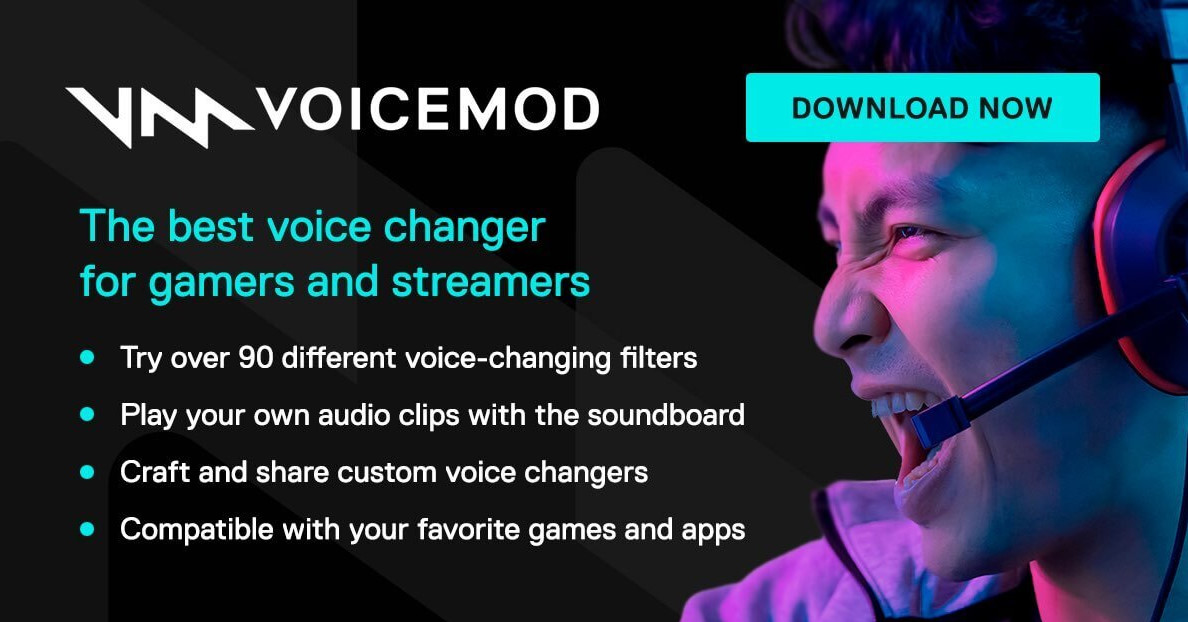 VM VOICEMOD
DOWNLOAD NOW
The best voice changer
for gamers and streamers
Try over 90 different voice-changing filters
Play your own audio clips with the soundboard
Craft and share custom voice changers
Compatible with your favorite games and apps